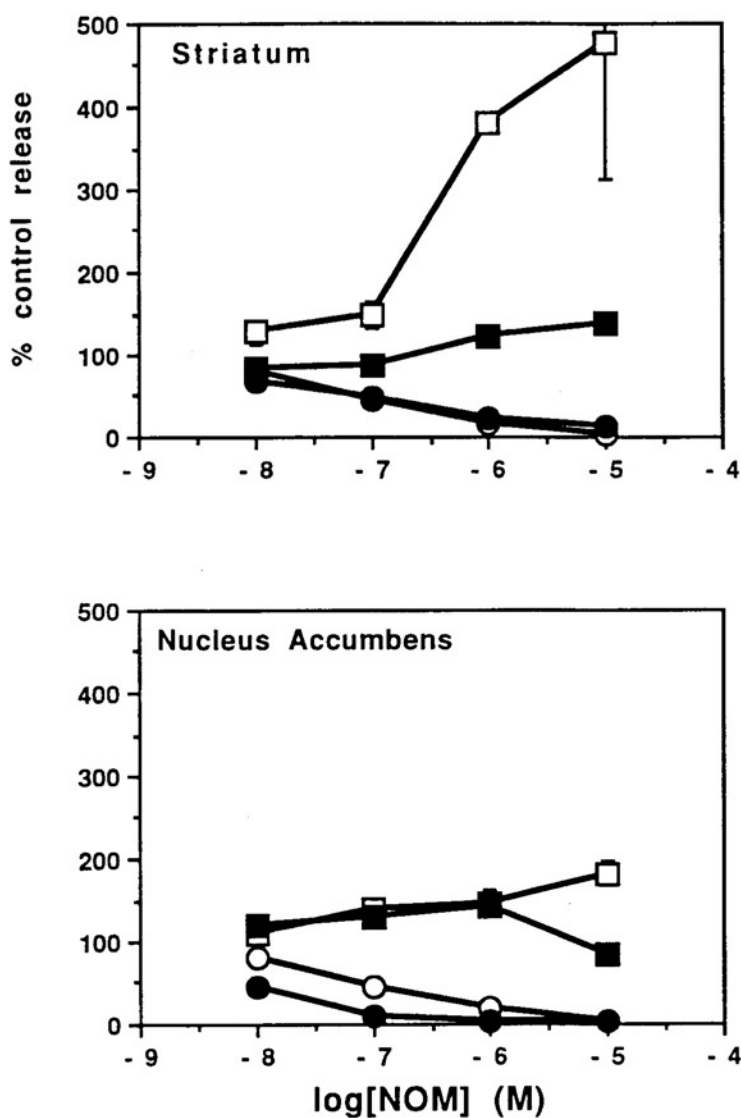 Striatum
500
400
300
200
100
0
- 9 - 8 - 7 - 6 - 5 - 4
% control release
Nucleus Accumbens
500
400
300
200
100
0
- 9 - 8 - 7 - 6 - 5 - 4
log[NOM] (M)